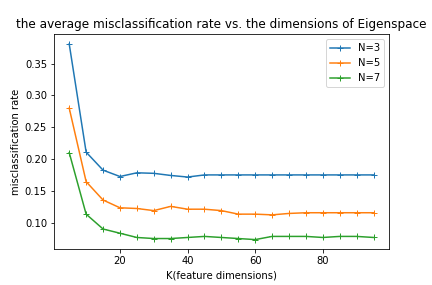 the average misclassification rate vs. the dimensions of Eigenspace
N=3
N=5
N=7
misclassification rate
0.35
0.30
0.25
0.20
0.15
0.10
20
40
60
80
K(feature dimensions)